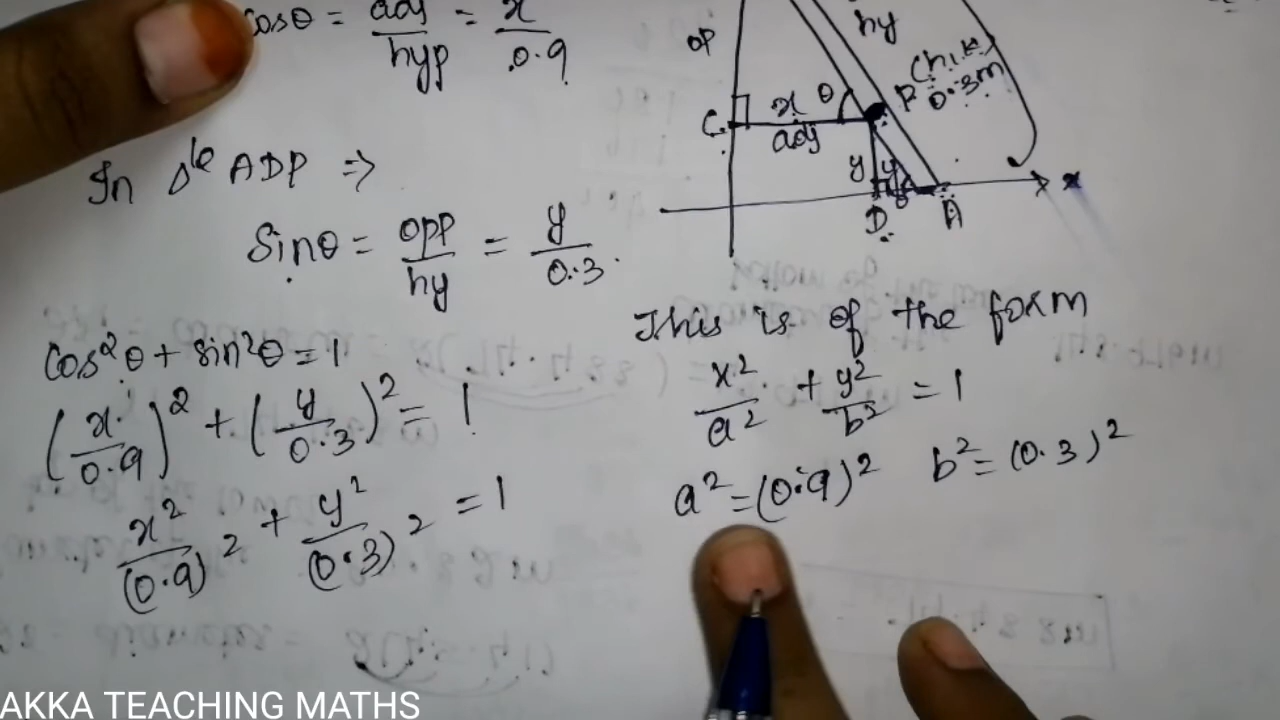 cosθ = adj/hyp = x/0.9
In Δle ADP ⇒
Sinθ = opp/hy = y/0.3
cos²θ + sin²θ = 1
(x/0.9)² + (y/0.3)² = 1
x²/(0.9)² + y²/(0.3)² = 1
op
hy
P (h, k)
0.3m
C
x θ
adj
y y
θ
D A
x
This is of the form
x²/a² + y²/b² = 1
a² = (0.9)² b² = (0.3)²
AKKA TEACHING MATHS